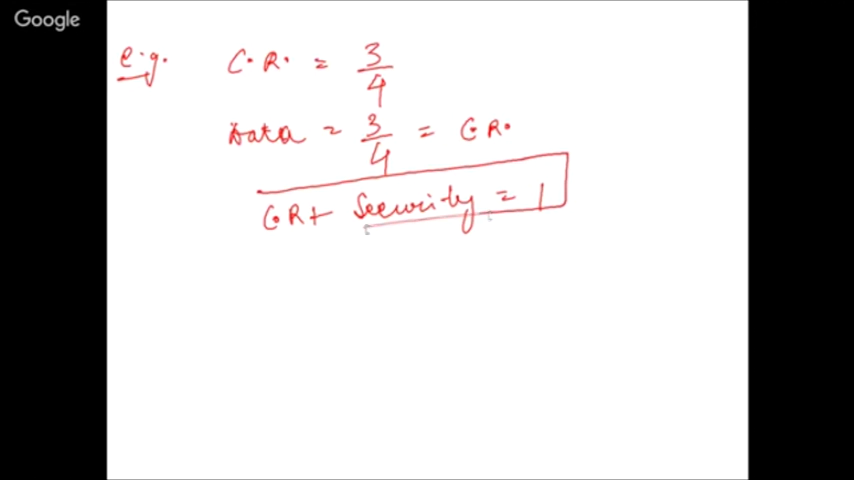 Google
e.g. C.R. = 3/4
Data = 3/4 = C.R.
C.R + Security = 1